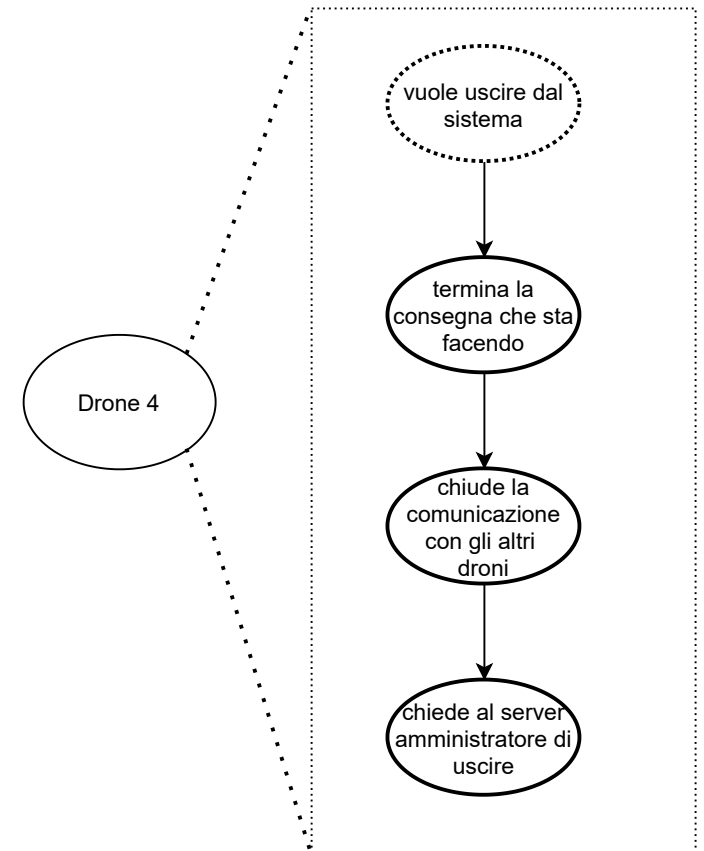 vuole uscire dal
sistema
termina la
consegna che sta
facendo
Drone 4
chiude la
comunicazione
con gli altri
droni
chiede al server
amministratore di
uscire